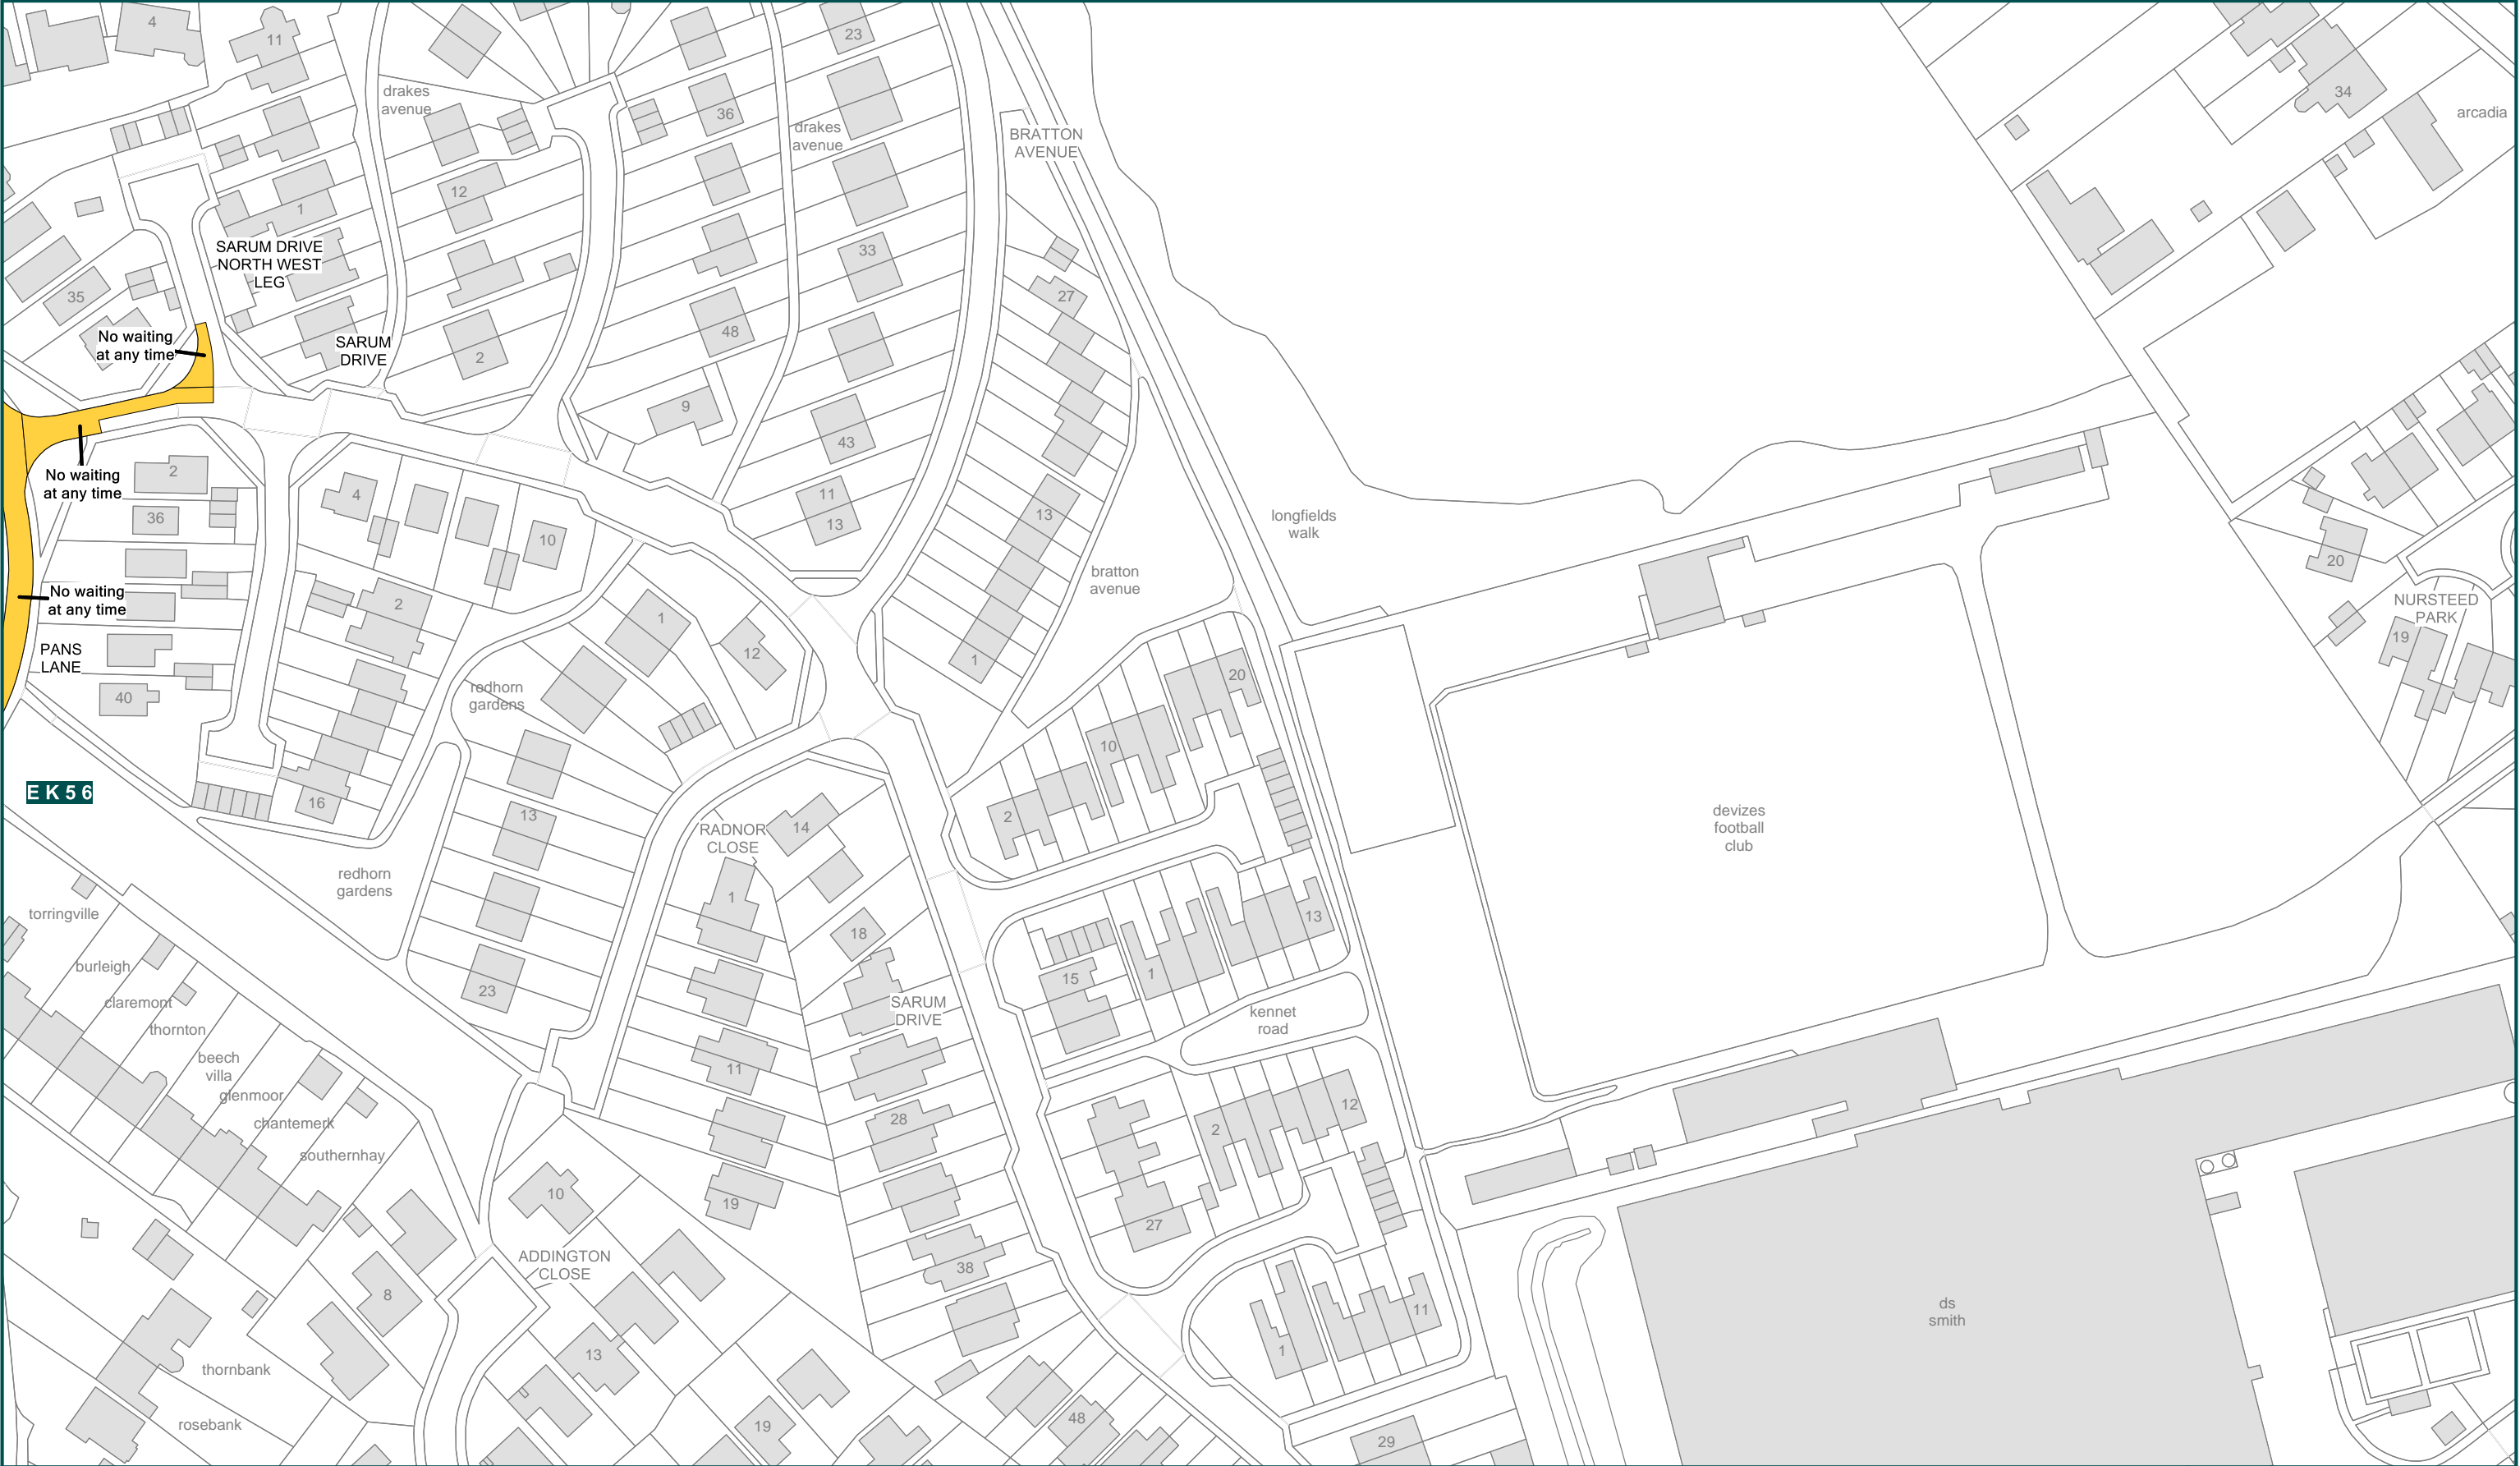 4
11
drakes
avenue
36
23
drakes
avenue
BRATTON
AVENUE
34
arcadia
12
1
SARUM DRIVE
NORTH WEST
LEG
33
35
27
No waiting
at any time
SARUM
DRIVE
2
48
9
43
2
No waiting
at any time
4
11
13
13
36
10
longfields
walk
20
bratton
avenue
No waiting
at any time
2
1
NURSTEED
PARK
19
PANS
LANE
12
1
20
40
redhorn
gardens
10
E K 5 6
16
13
2
14
RADNOR
CLOSE
devizes
football
club
redhorn
gardens
1
torringville
18
13
burleigh
15
1
23
claremont
SARUM
DRIVE
kennet
road
thornton
beech
villa
11
glenmoor
12
chantemerk
28
2
southernhay
10
19
27
ADDINGTON
CLOSE
38
8
11
ds
smith
13
1
thornbank
rosebank
19
48
29